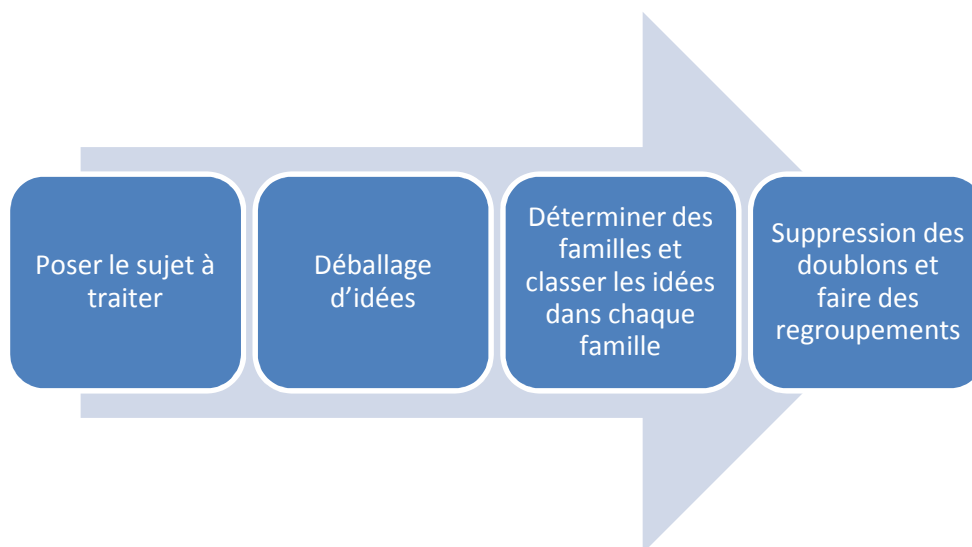 Poser le sujet à
traiter
Déballage
d’idées
Déterminer des
familles et
classer les idées
dans chaque
famille
Suppression des
doublons et
faire des
regroupements